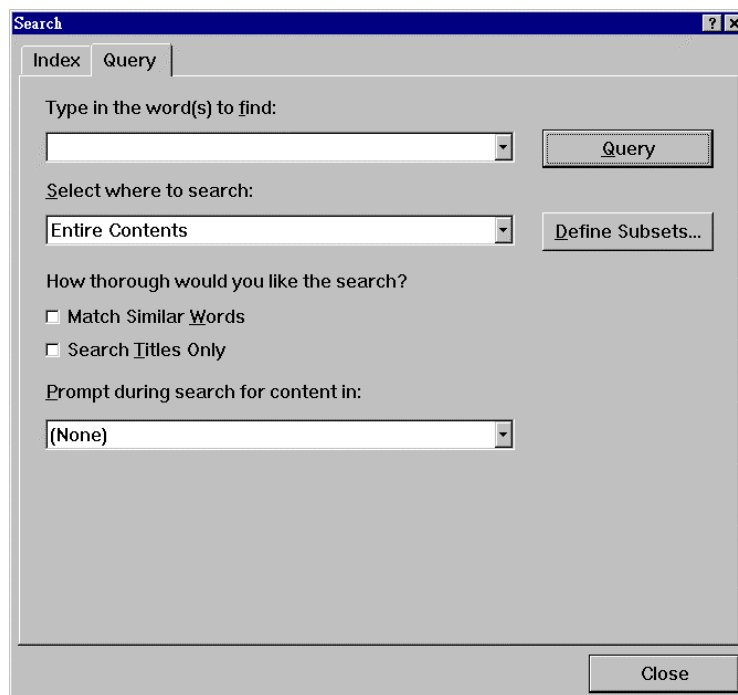 Search
Index Query
Type in the word(s) to find:
Query
Select where to search:
Entire Contents
Define Subsets...
How thorough would you like the search?
Match Similar Words
Search Titles Only
Prompt during search for content in:
(None)
Close